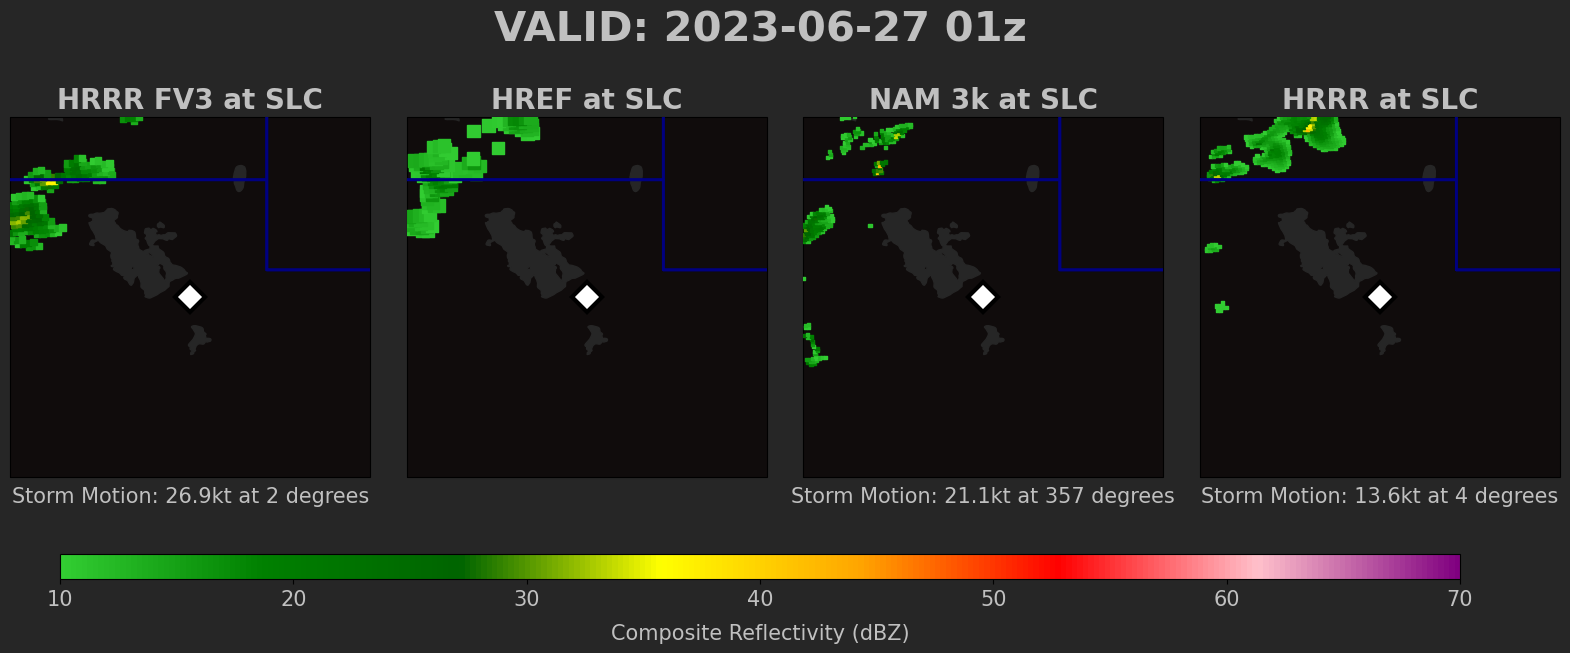 VALID: 2023-06-27 01z
HRRR FV3 at SLC
HREF at SLC
NAM 3k at SLC
HRRR at SLC
Storm Motion: 26.9kt at 2 degrees
Storm Motion: 21.1kt at 357 degrees
Storm Motion: 13.6kt at 4 degrees
10 20 30 40 50 60 70
Composite Reflectivity (dBZ)